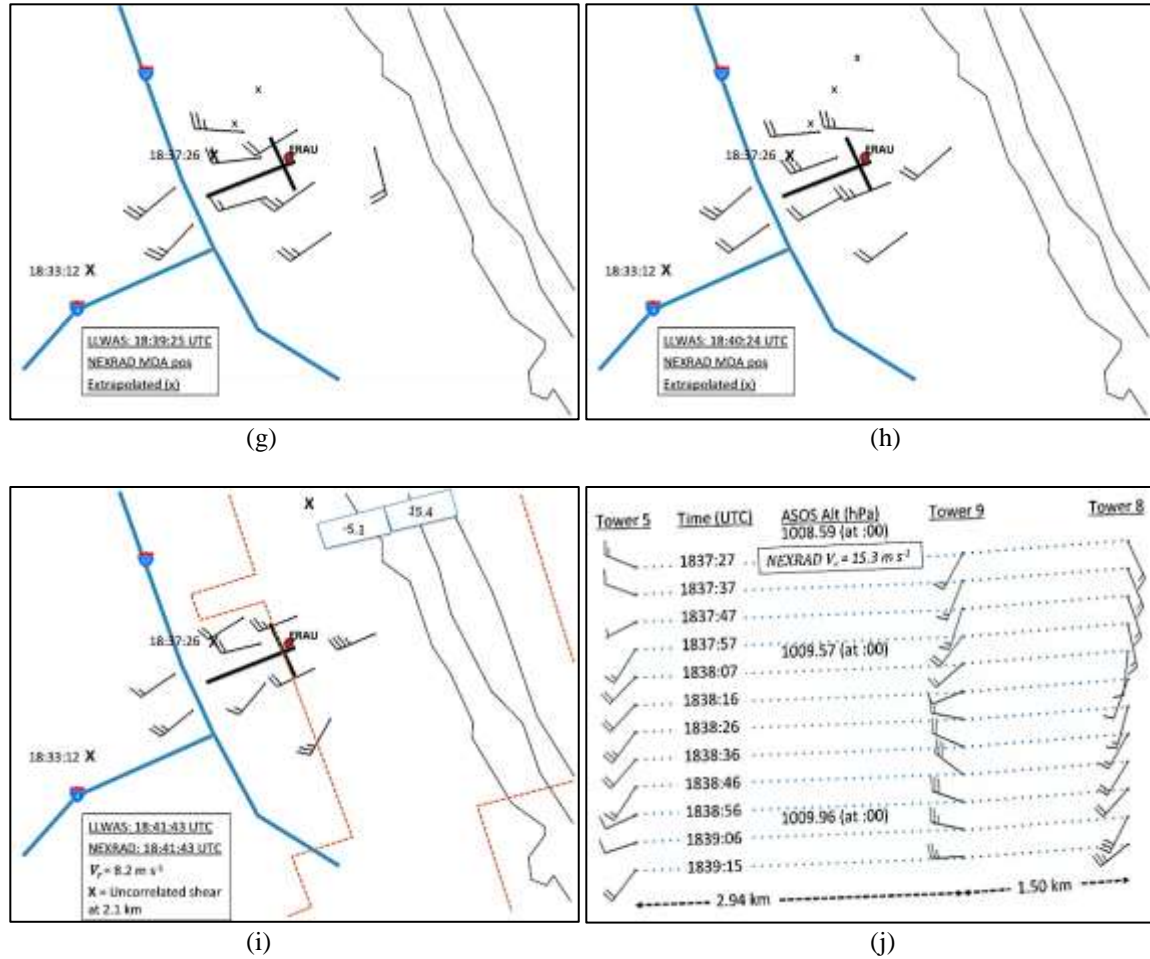 x
x
18:37:26 X
ERAU
18:33:12 X
LLWAS: 18:39:25 UTC
NEXRAD MDA pos
Extrapolated (x)
(g)
x
x
x
18:37:26 X
ERAU
18:33:12 X
LLWAS: 18:40:24 UTC
NEXRAD MDA pos
Extrapolated (x)
(h)
X
-5.1 15.4
18:37:26 X
ERAU
18:33:12 X
LLWAS: 18:41:43 UTC
NEXRAD: 18:41:43 UTC
Vr = 8.2 m s-1
X = Uncorrelated shear
at 2.1 km
(i)
Tower 5 Time (UTC) ASOS Alt (hPa) Tower 9 Tower 8
1008.59 (at :00)
1837:27
NEXRAD Vr = 15.3 m s-1
1837:37
1837:47
1837:57 1009.57 (at :00)
1838:07
1838:16
1838:26
1838:36
1838:46
1838:56 1009.96 (at :00)
1839:06
1839:15
2.94 km 1.50 km
(j)